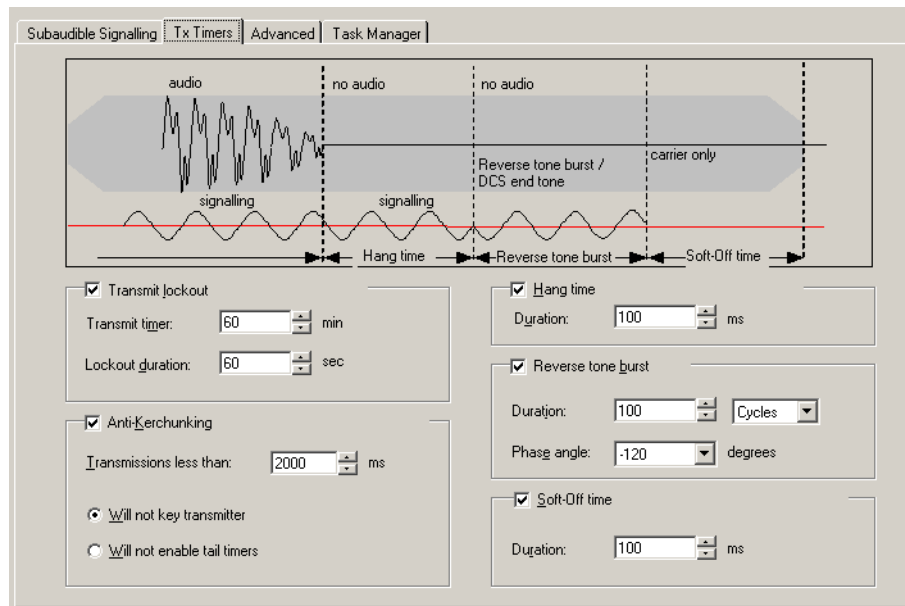 Subaudible Signalling Tx Timers Advanced Task Manager
audio no audio no audio
Reverse tone burst /
DCS end tone
carrier only
signalling signalling
Hang time Reverse tone burst Soft-Off time
Transmit lockout
Transmit timer: 60 min
Lockout duration: 60 sec
Anti-Kerchunking
Transmissions less than: 2000 ms
Will not key transmitter
Will not enable tail timers
Hang time
Duration: 100 ms
Reverse tone burst
Duration: 100 Cycles
Phase angle: -120 degrees
Soft-Off time
Duration: 100 ms